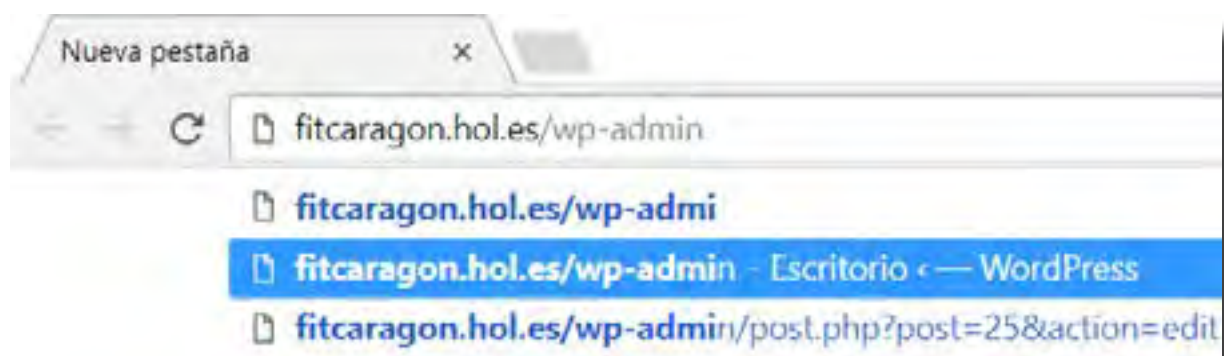 Nueva pestaña ×
fitcaragon.hol.es/wp-admin
fitcaragon.hol.es/wp-admi
fitcaragon.hol.es/wp-admin - Escritorio ‹ — WordPress
fitcaragon.hol.es/wp-admin/post.php?post=25&action=edit